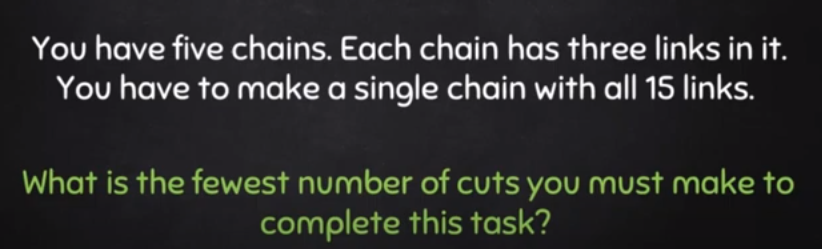 You have five chains. Each chain has three links in it.
You have to make a single chain with all 15 links.
What is the fewest number of cuts you must make to
complete this task?